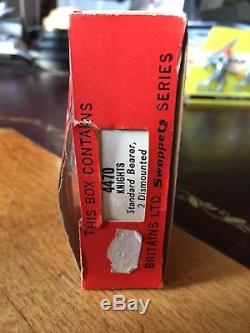 THIS BOX CONTAINS
4470
KNIGHTS
Standard Bearer,
2 Dismounted
BRITAINS LTD. Swoppets SERIES